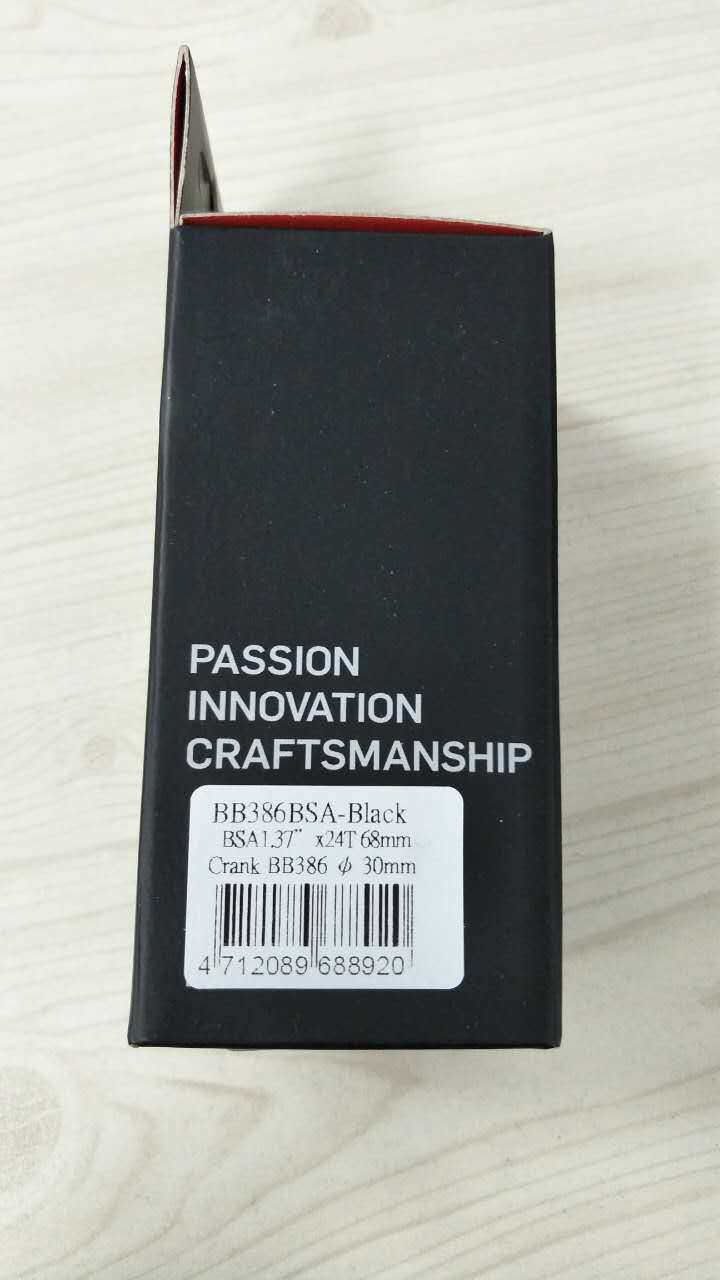 PASSION
INNOVATION
CRAFTSMANSHIP
BB386BSA-Black
BSA1.37" x24T 68mm
Crank BB386 ψ 30mm
4 712089 688920